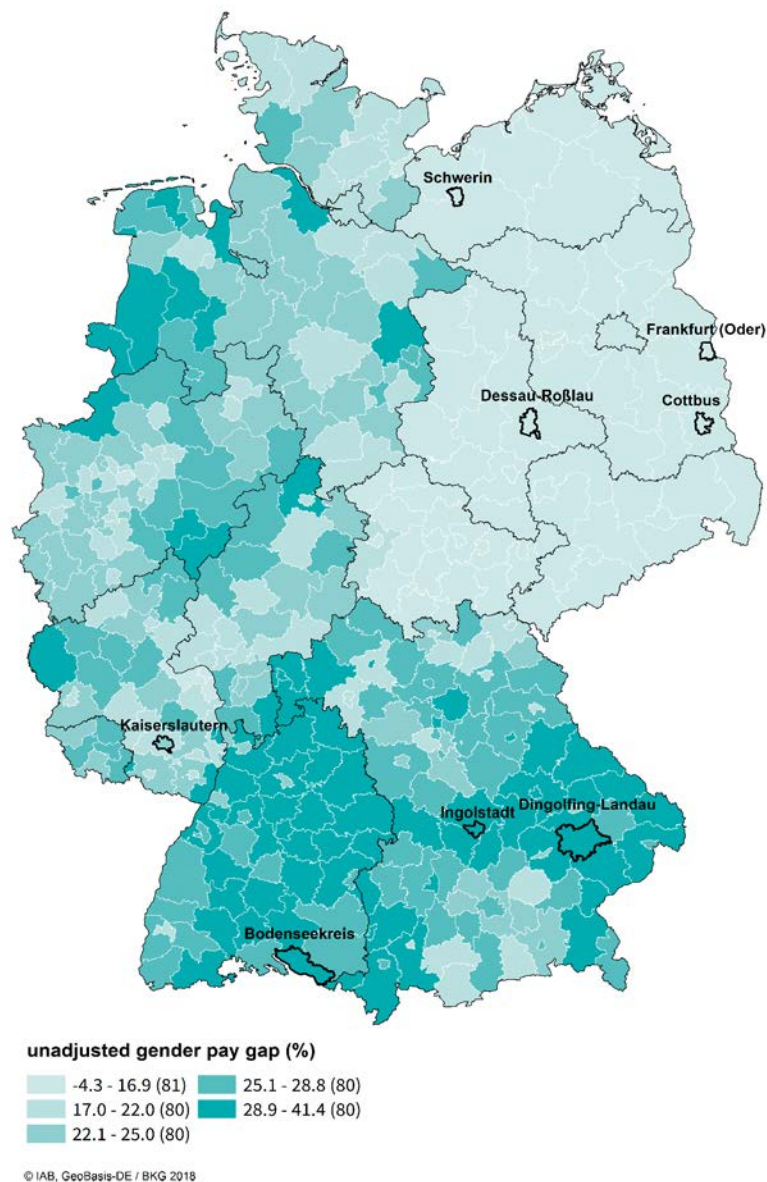 Schwerin
Frankfurt (Oder)
Dessau-Roßlau
Cottbus
Kaiserslautern
Ingolstadt
Dingolfing-Landau
Bodenseekreis
unadjusted gender pay gap (%)
-4.3 - 16.9 (81)
25.1 - 28.8 (80)
17.0 - 22.0 (80)
28.9 - 41.4 (80)
22.1 - 25.0 (80)
© IAB, GeoBasis-DE / BKG 2018